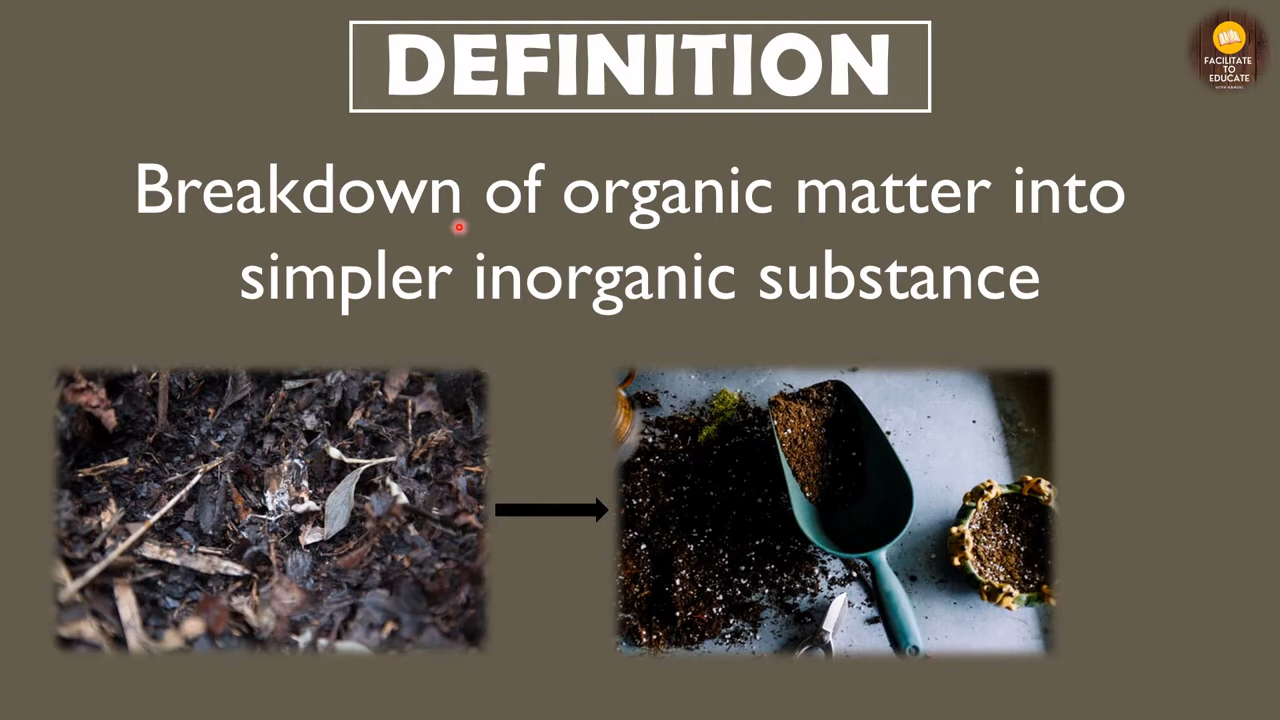 DEFINITION
FACILITATE
TO
EDUCATE
Breakdown of organic matter into
simpler inorganic substance